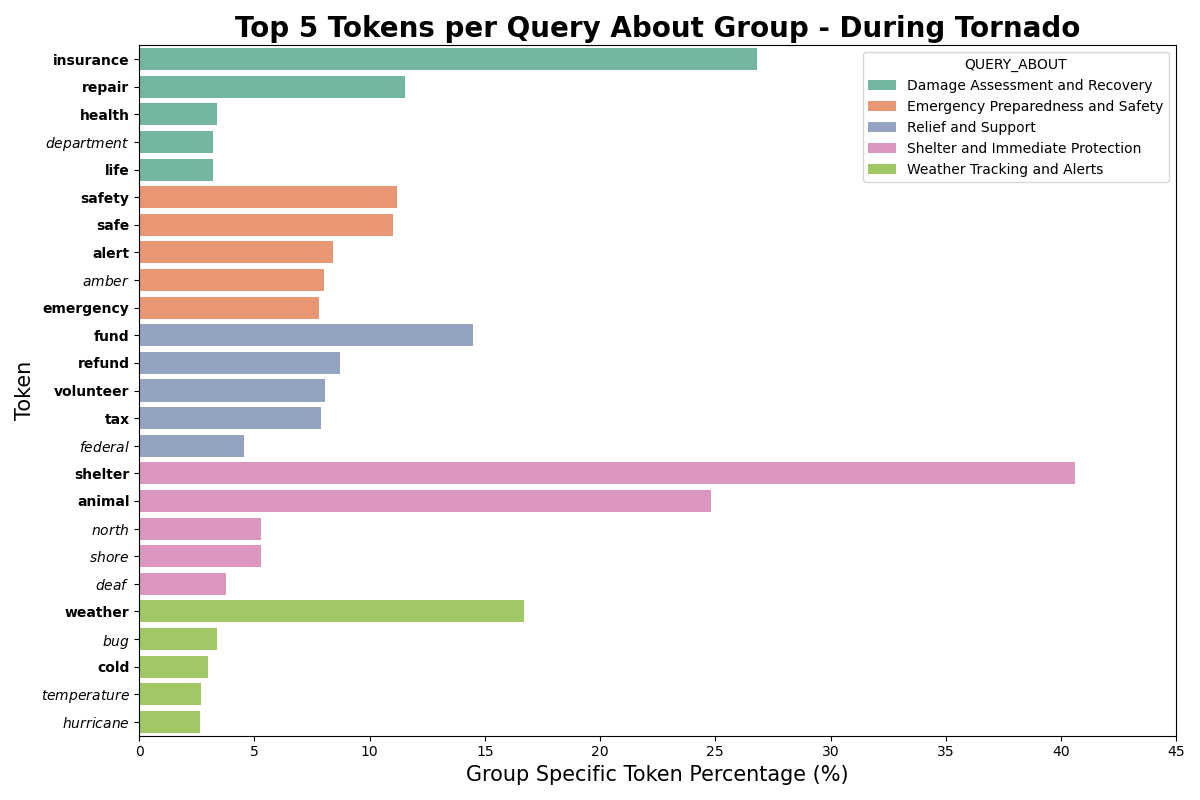 Top 5 Tokens per Query About Group - During Tornado
insurance
repair
health
department
life
safety
safe
alert
amber
emergency
fund
refund
volunteer
tax
federal
shelter
animal
north
shore
deaf
weather
bug
cold
temperature
hurricane
Token
QUERY_ABOUT
Damage Assessment and Recovery
Emergency Preparedness and Safety
Relief and Support
Shelter and Immediate Protection
Weather Tracking and Alerts
0 5 10 15 20 25 30 35 40 45
Group Specific Token Percentage (%)